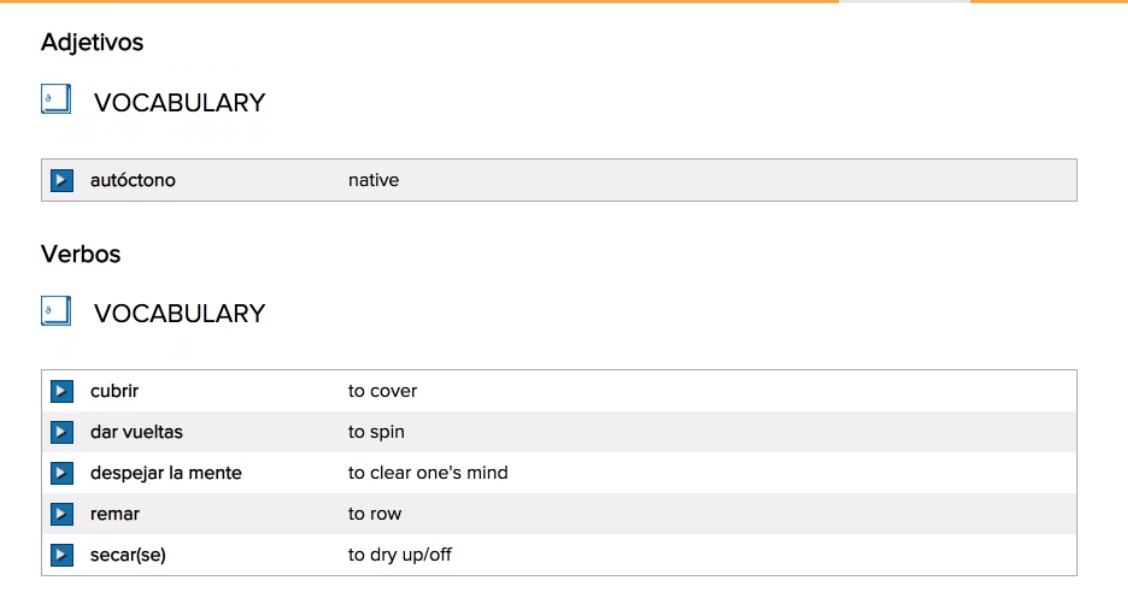 Adjetivos
VOCABULARY
autóctono native
Verbos
VOCABULARY
cubrir to cover
dar vueltas to spin
despejar la mente to clear one's mind
remar to row
secar(se) to dry up/off